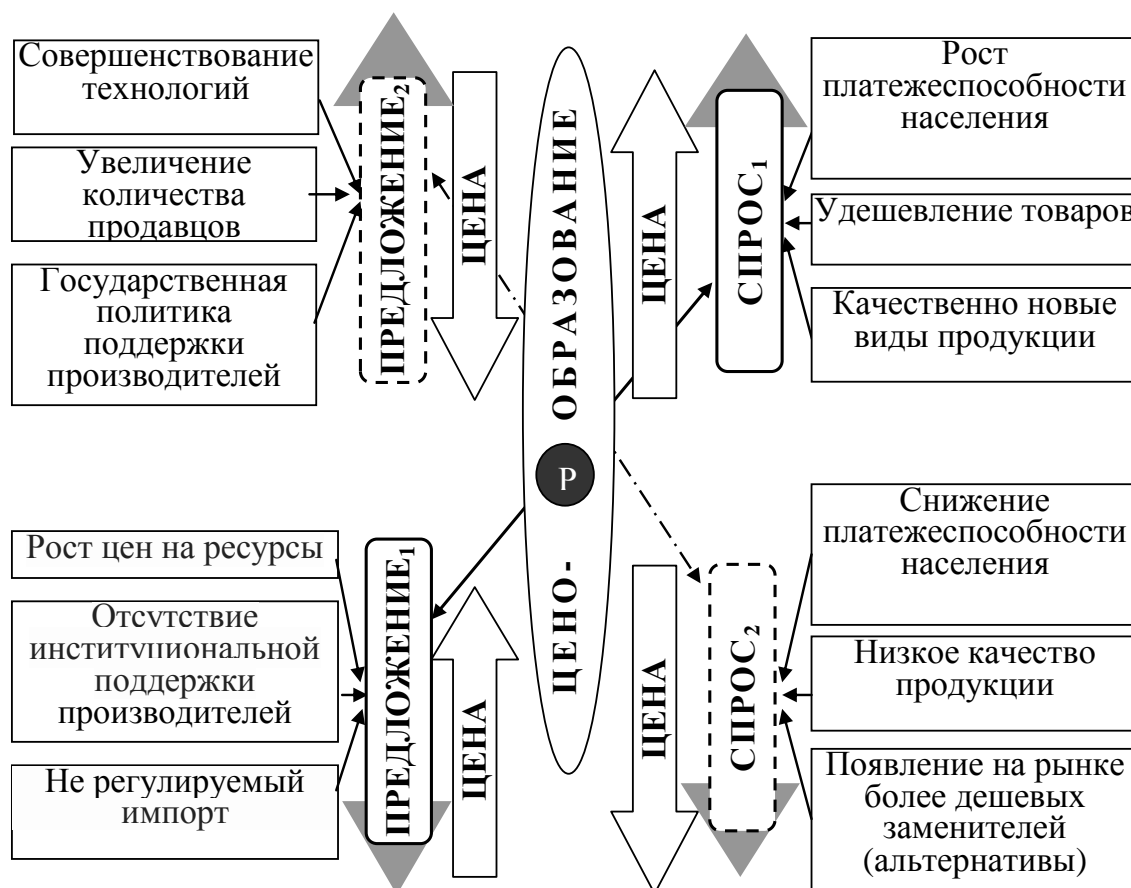 Совершенствование
технологий
Увеличение
количества
продавцов
Государственная
политика
поддержки
производителей
ПРЕДЛОЖЕНИЕ2
ЦЕНА
ЦЕНО- ОБРАЗОВАНИЕ
Р
ЦЕНА
СПРОС1
Рост
платежеспособности
населения
Удешевление товаров
Качественно новые
виды продукции
Рост цен на ресурсы
Отсутствие
институциональной
поддержки
производителей
Не регулируемый
импорт
ПРЕДЛОЖЕНИЕ1
ЦЕНА
ЦЕНА
СПРОС2
Снижение
платежеспособности
населения
Низкое качество
продукции
Появление на рынке
более дешевых
заменителей
(альтернативы)